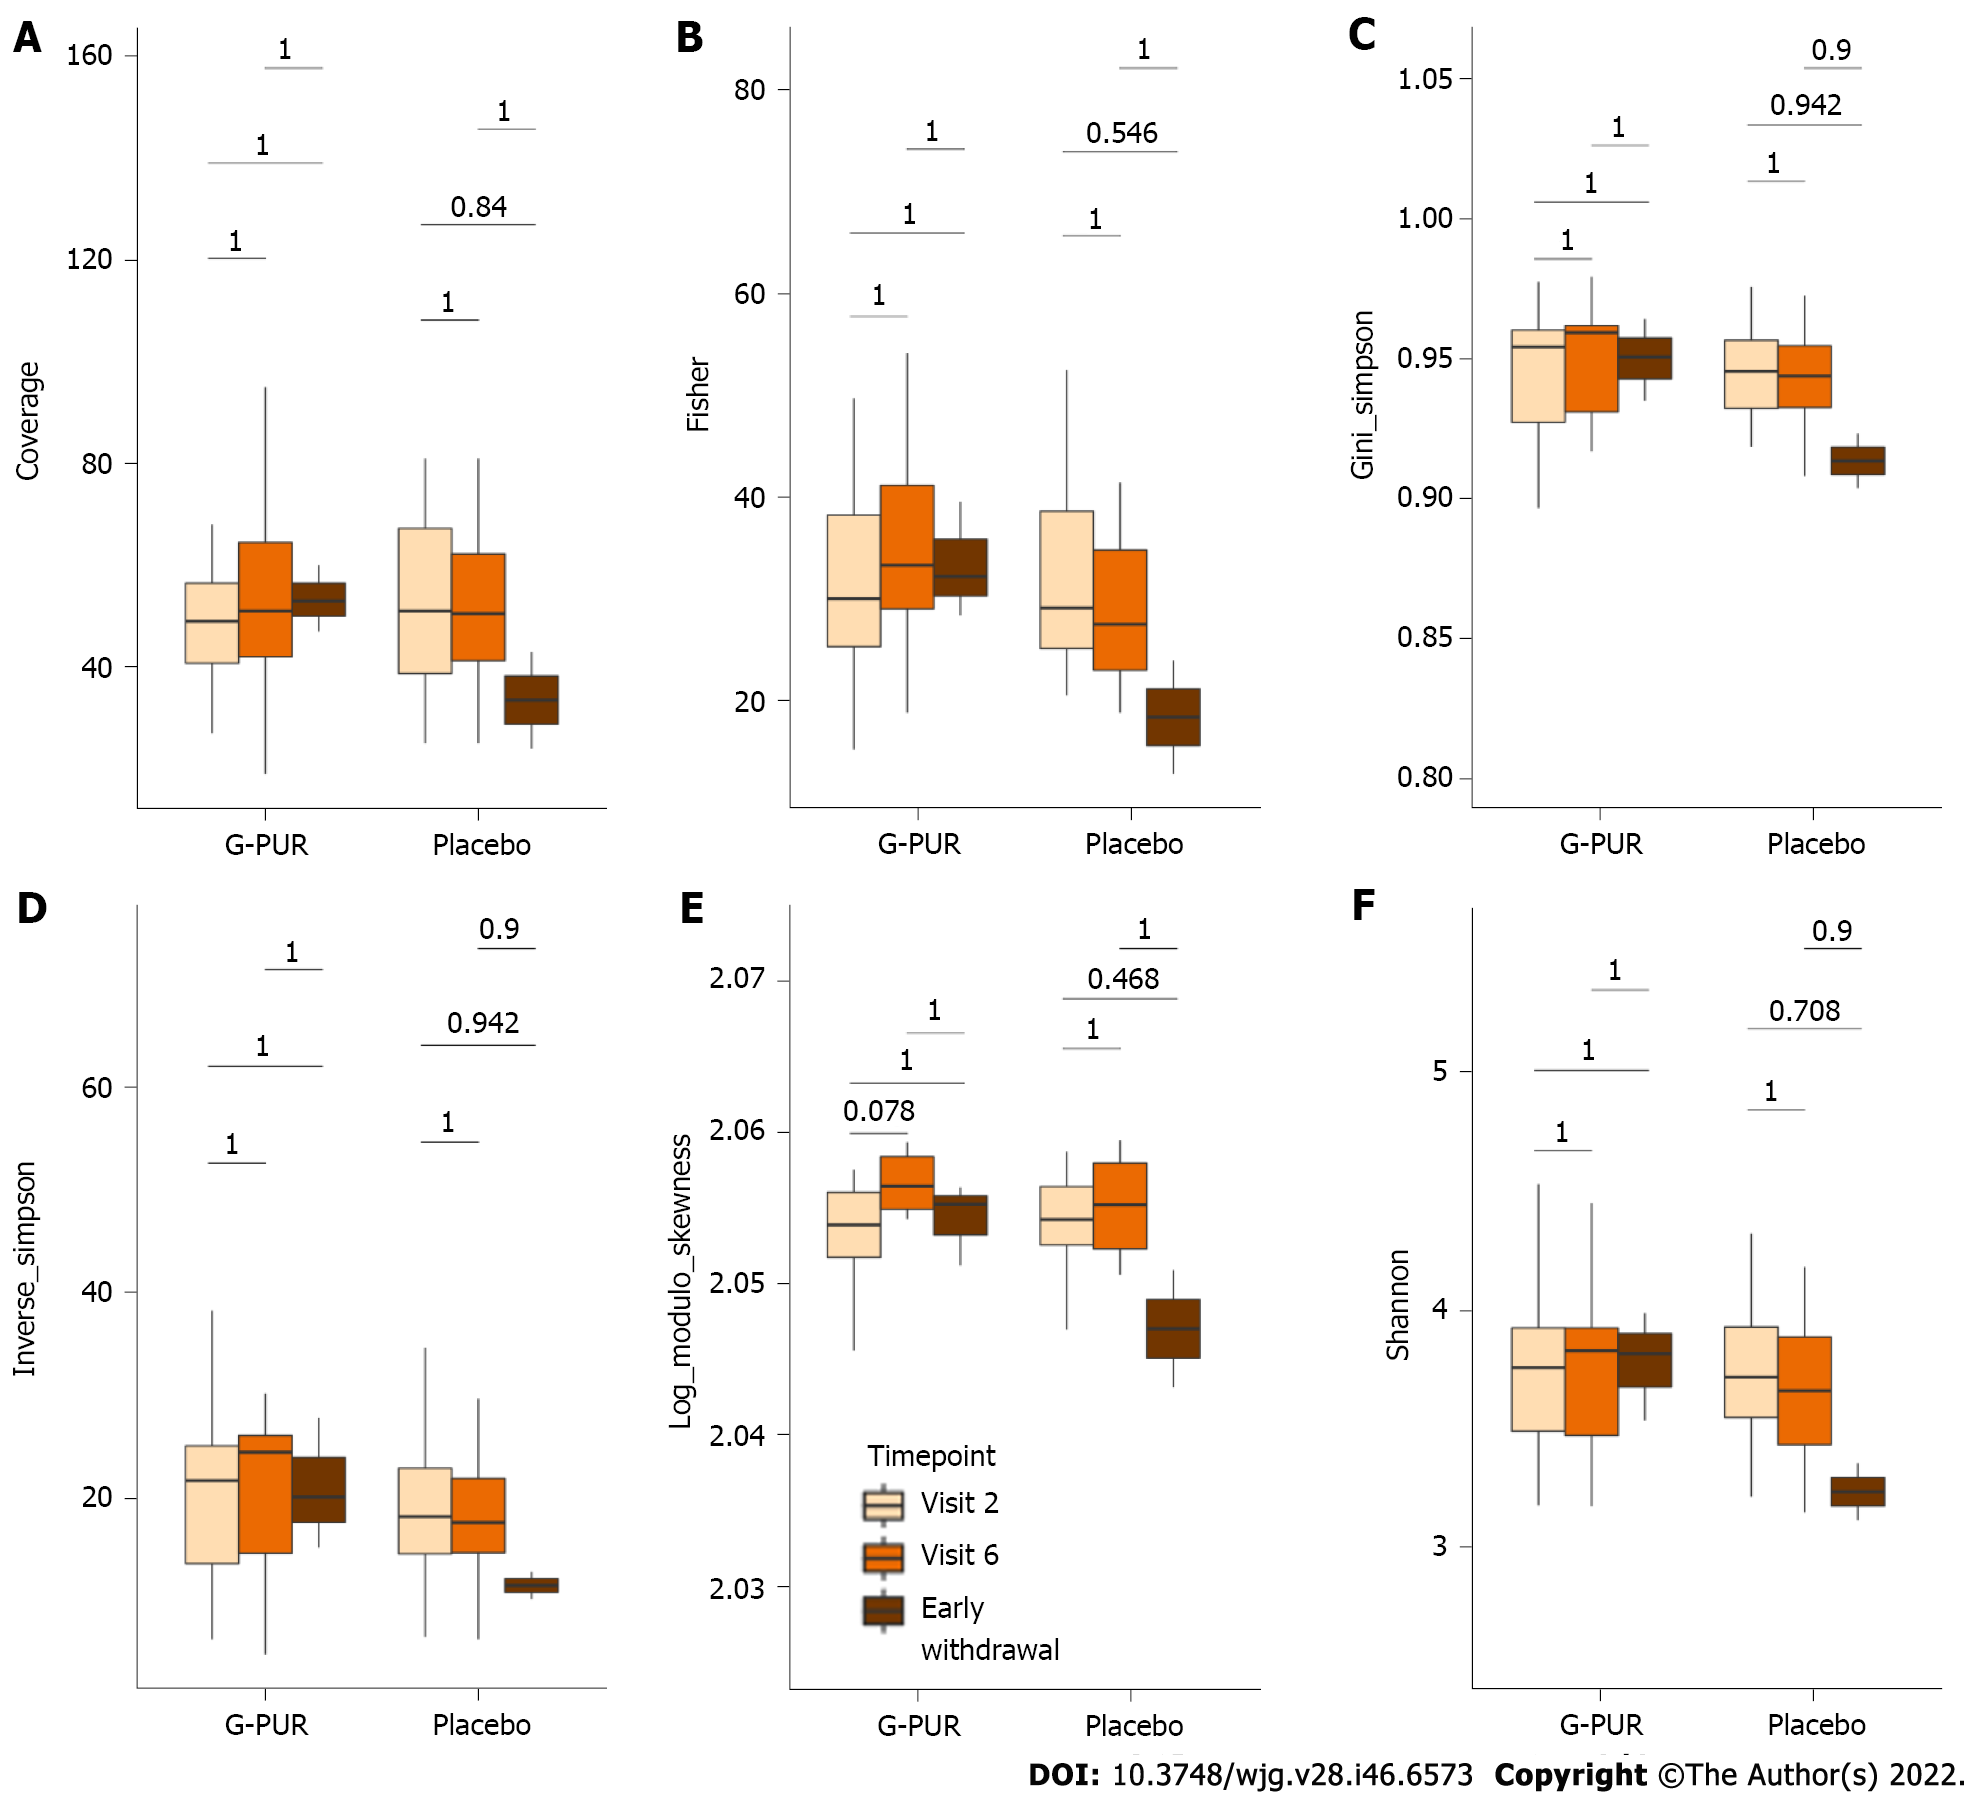 A
160
120
80
40
Coverage
1
1
1
1
0.84
1
G-PUR
Placebo
B
80
60
40
20
Fisher
1
1
1
1
0.546
1
G-PUR
Placebo
C
1.05
1.00
0.95
0.90
0.85
0.80
Gini_simpson
0.9
0.942
1
1
1
1
G-PUR
Placebo
D
60
40
20
Inverse_simpson
0.9
1
0.942
1
1
1
G-PUR
Placebo
E
2.07
2.06
2.05
2.04
2.03
Log_modulo_skewness
1
0.468
1
1
1
0.078
Timepoint
Visit 2
Visit 6
Early
withdrawal
G-PUR
Placebo
F
5
4
3
Shannon
0.9
1
0.708
1
1
1
G-PUR
Placebo
DOI: 10.3748/wjg.v28.i46.6573 Copyright ©The Author(s) 2022.